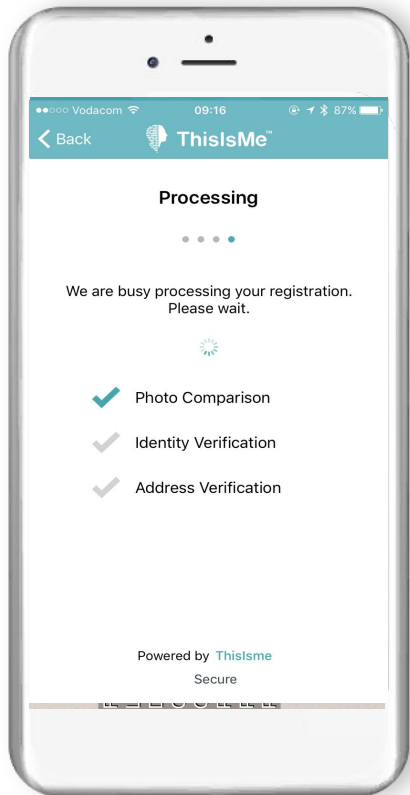 Vodacom 09:16 87%
Back ThisIsMe™
Processing
We are busy processing your registration.
Please wait.
Photo Comparison
Identity Verification
Address Verification
Powered by ThisIsme
Secure